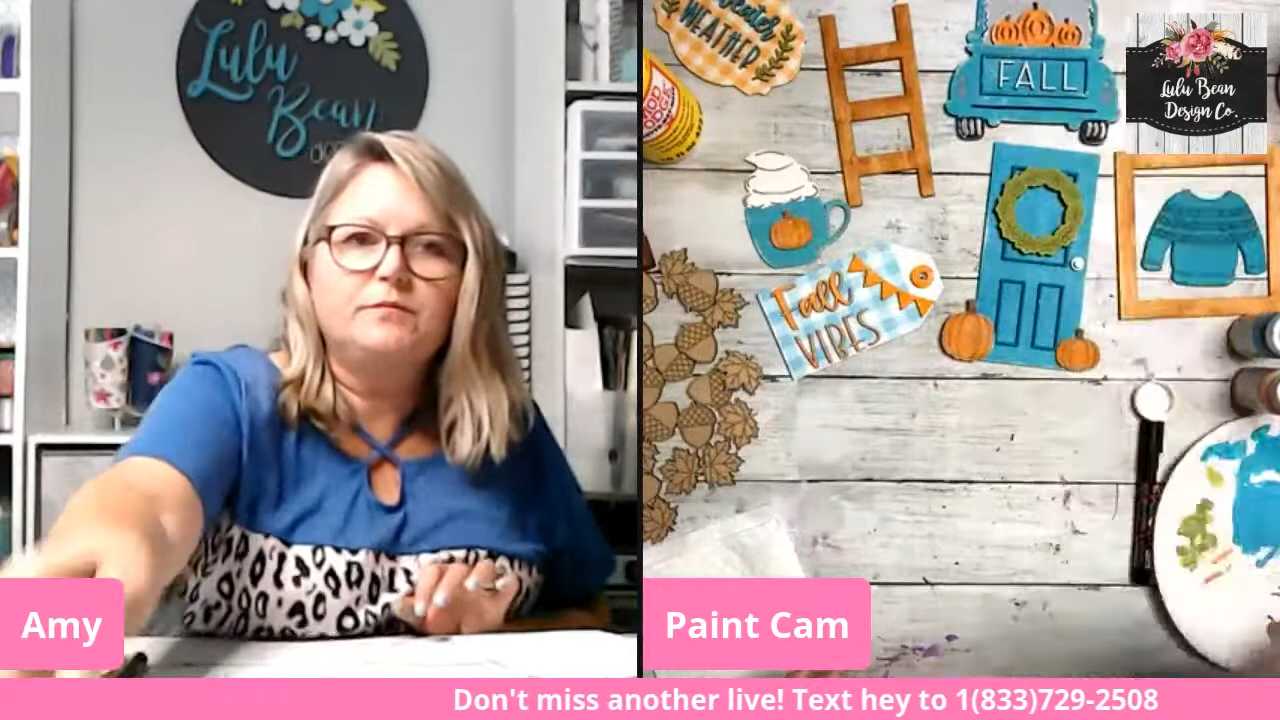 Lulu
Bean
Sweater
WEATHER
FALL
Lulu Bean
Design Co.
Fall
VIBES
Amy
Paint Cam
Don't miss another live! Text hey to 1(833)729-2508